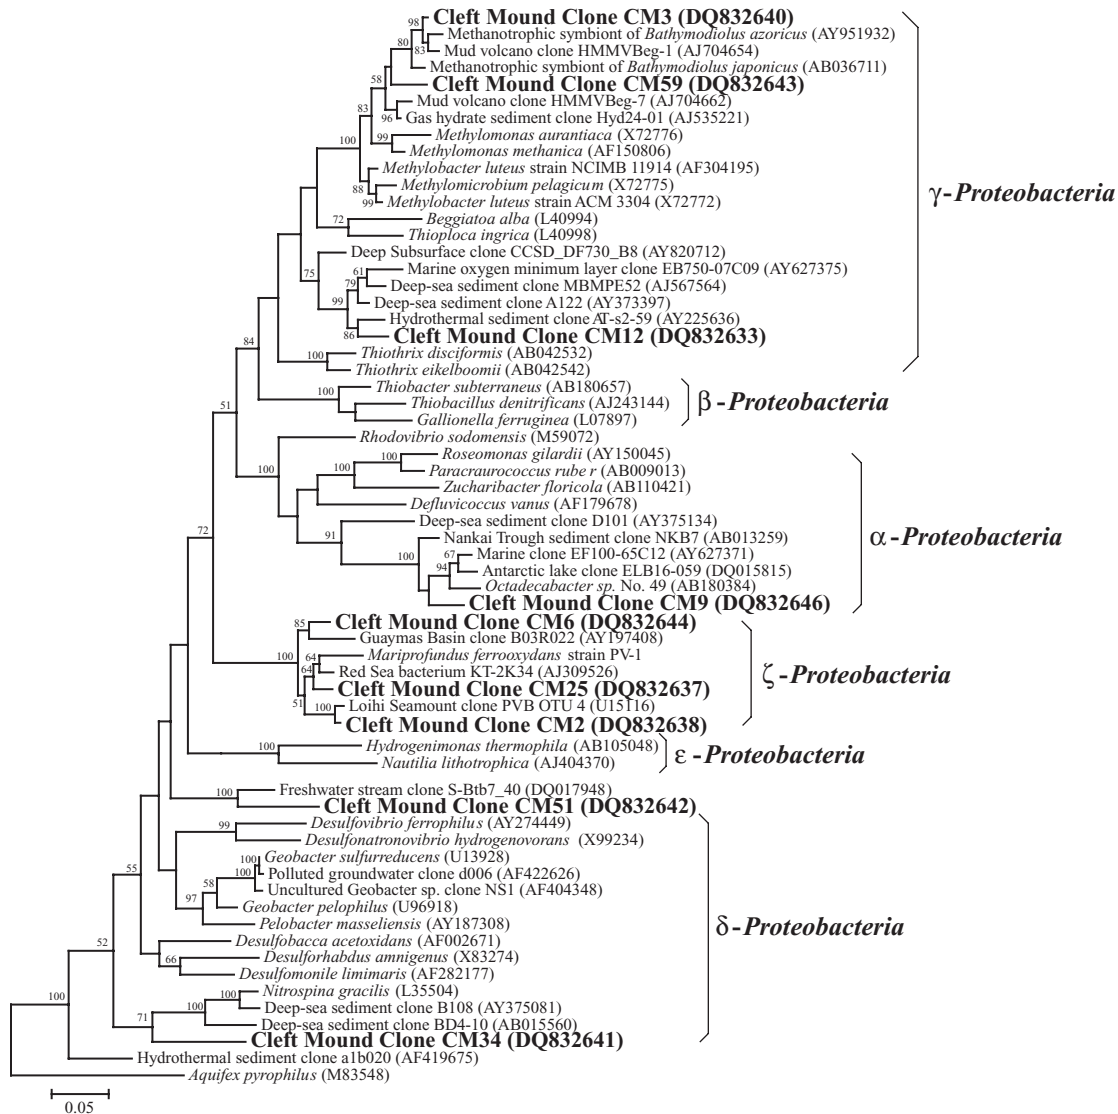 Cleft Mound Clone CM3 (DQ832640)
98
Methanotrophic symbiont of Bathymodiolus azoricus (AY951932)
80
83
Mud volcano clone HMMVBeg-1 (AJ704654)
Methanotrophic symbiont of Bathymodiolus japonicus (AB036711)
58
Cleft Mound Clone CM59 (DQ832643)
Mud volcano clone HMMVBeg-7 (AJ704662)
83
96
Gas hydrate sediment clone Hyd24-01 (AJ535221)
Methylomonas aurantiaca (X72776)
100
99
Methylomonas methanica (AF150806)
Methylobacter luteus strain NCIMB 11914 (AF304195)
Methylomicrobium pelagicum (X72775)
88
99
Methylobacter luteus strain ACM 3304 (X72772)
γ-Proteobacteria
Beggiatoa alba (L40994)
72
Thioploca ingrica (L40998)
Deep Subsurface clone CCSD_DF730_B8 (AY820712)
75
Marine oxygen minimum layer clone EB750-07C09 (AY627375)
61
79
Deep-sea sediment clone MBMPE52 (AJ567564)
99
Deep-sea sediment clone A122 (AY373397)
Hydrothermal sediment clone AT-s2-59 (AY225636)
86
Cleft Mound Clone CM12 (DQ832633)
84
100
Thiothrix disciformis (AB042532)
Thiothrix eikelboomii (AB042542)
Thiobacter subterraneus (AB180657)
100
Thiobacillus denitrificans (AJ243144)
β-Proteobacteria
51
Gallionella ferruginea (L07897)
Rhodovibrio sodomensis (M59072)
100
Roseomonas gilardii (AY150045)
100
100
Paracraurococcus rube r (AB009013)
Zucharibacter floricola (AB110421)
Defluvicoccus vanus (AF179678)
Deep-sea sediment clone D101 (AY375134)
91
Nankai Trough sediment clone NKB7 (AB013259)
α-Proteobacteria
72
100
Marine clone EF100-65C12 (AY627371)
67
94
Antarctic lake clone ELB16-059 (DQ015815)
Octadecabacter sp. No. 49 (AB180384)
Cleft Mound Clone CM9 (DQ832646)
Cleft Mound Clone CM6 (DQ832644)
85
Guaymas Basin clone B03R022 (AY197408)
100
Mariprofundus ferrooxydans strain PV-1
64
64
Red Sea bacterium KT-2K34 (AJ309526)
ζ-Proteobacteria
Cleft Mound Clone CM25 (DQ832637)
51
Loihi Seamount clone PVB OTU 4 (U15116)
100
Cleft Mound Clone CM2 (DQ832638)
Hydrogenimonas thermophila (AB105048)
100
ε-Proteobacteria
Nautilia lithotrophica (AJ404370)
Freshwater stream clone S-Btb7_40 (DQ017948)
100
Cleft Mound Clone CM51 (DQ832642)
Desulfovibrio ferrophilus (AY274449)
99
Desulfonatronovibrio hydrogenovorans (X99234)
Geobacter sulfurreducens (U13928)
100
55
100
Polluted groundwater clone d006 (AF422626)
58
Uncultured Geobacter sp. clone NS1 (AF404348)
97
Geobacter pelophilus (U96918)
Pelobacter masseliensis (AY187308)
δ-Proteobacteria
52
Desulfobacca acetoxidans (AF002671)
Desulforhabdus amnigenus (X83274)
66
Desulfomonile limimaris (AF282177)
Nitrospina gracilis (L35504)
100
100
100
Deep-sea sediment clone B108 (AY375081)
71
Deep-sea sediment clone BD4-10 (AB015560)
Cleft Mound Clone CM34 (DQ832641)
Hydrothermal sediment clone a1b020 (AF419675)
Aquifex pyrophilus (M83548)
0.05